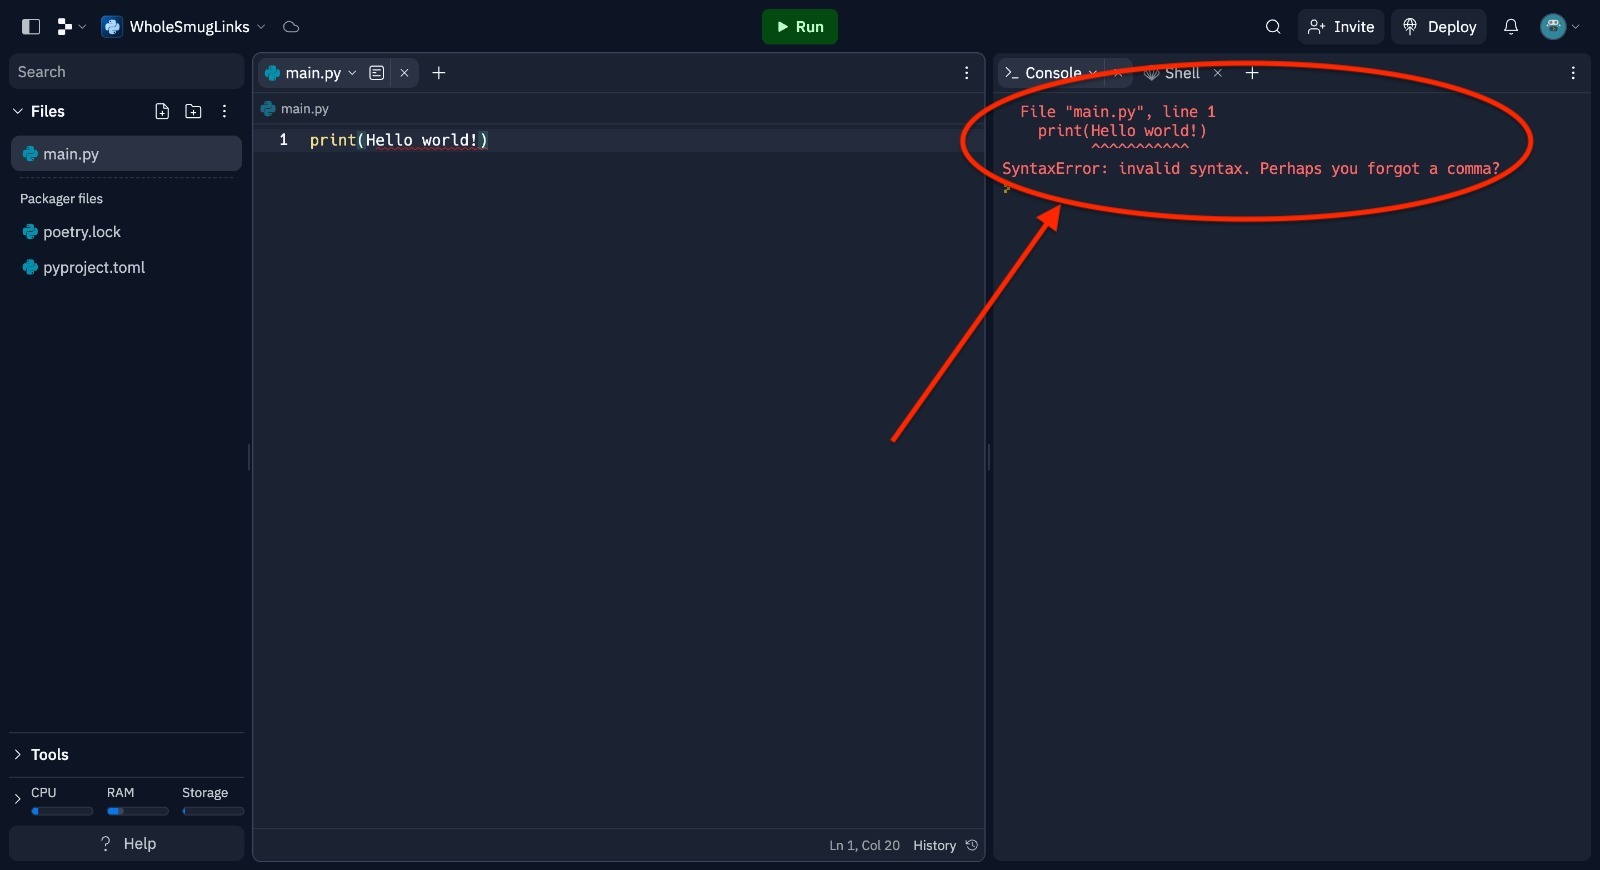 WholeSmugLinks
Run
Invite
Deploy
Search
Files
main.py
Packager files
poetry.lock
pyproject.toml
Tools
CPU RAM Storage
? Help
main.py
main.py
1 print(Hello world!)
Ln 1, Col 20 History
>_ Console Shell
File "main.py", line 1
print(Hello world!)
^^^^^^^^^^^
SyntaxError: invalid syntax. Perhaps you forgot a comma?